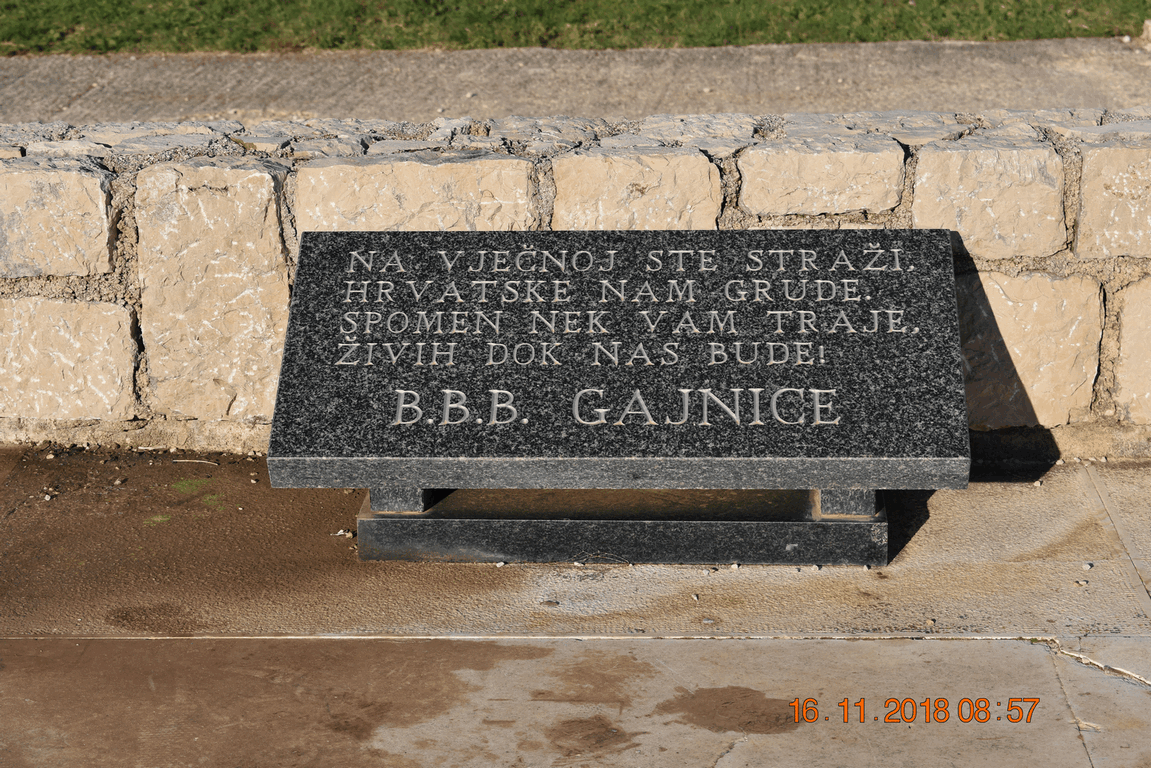 NA VJEČNOJ STE STRAŽI,
HRVATSKE NAM GRUDE.
SPOMEN NEK VAM TRAJE,
ŽIVIH DOK NAS BUDE!
B.B.B. GAJNICE
16.11.2018 08:57